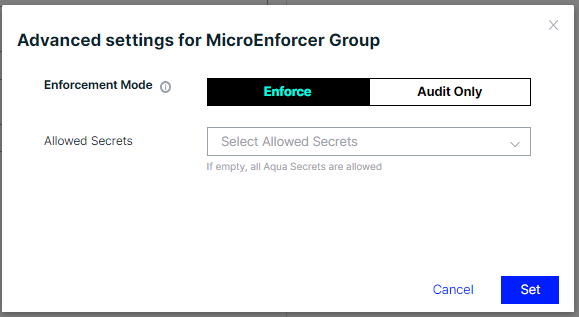 Advanced settings for MicroEnforcer Group
Enforcement Mode
Enforce
Audit Only
Allowed Secrets
Select Allowed Secrets
If empty, all Aqua Secrets are allowed
Cancel
Set